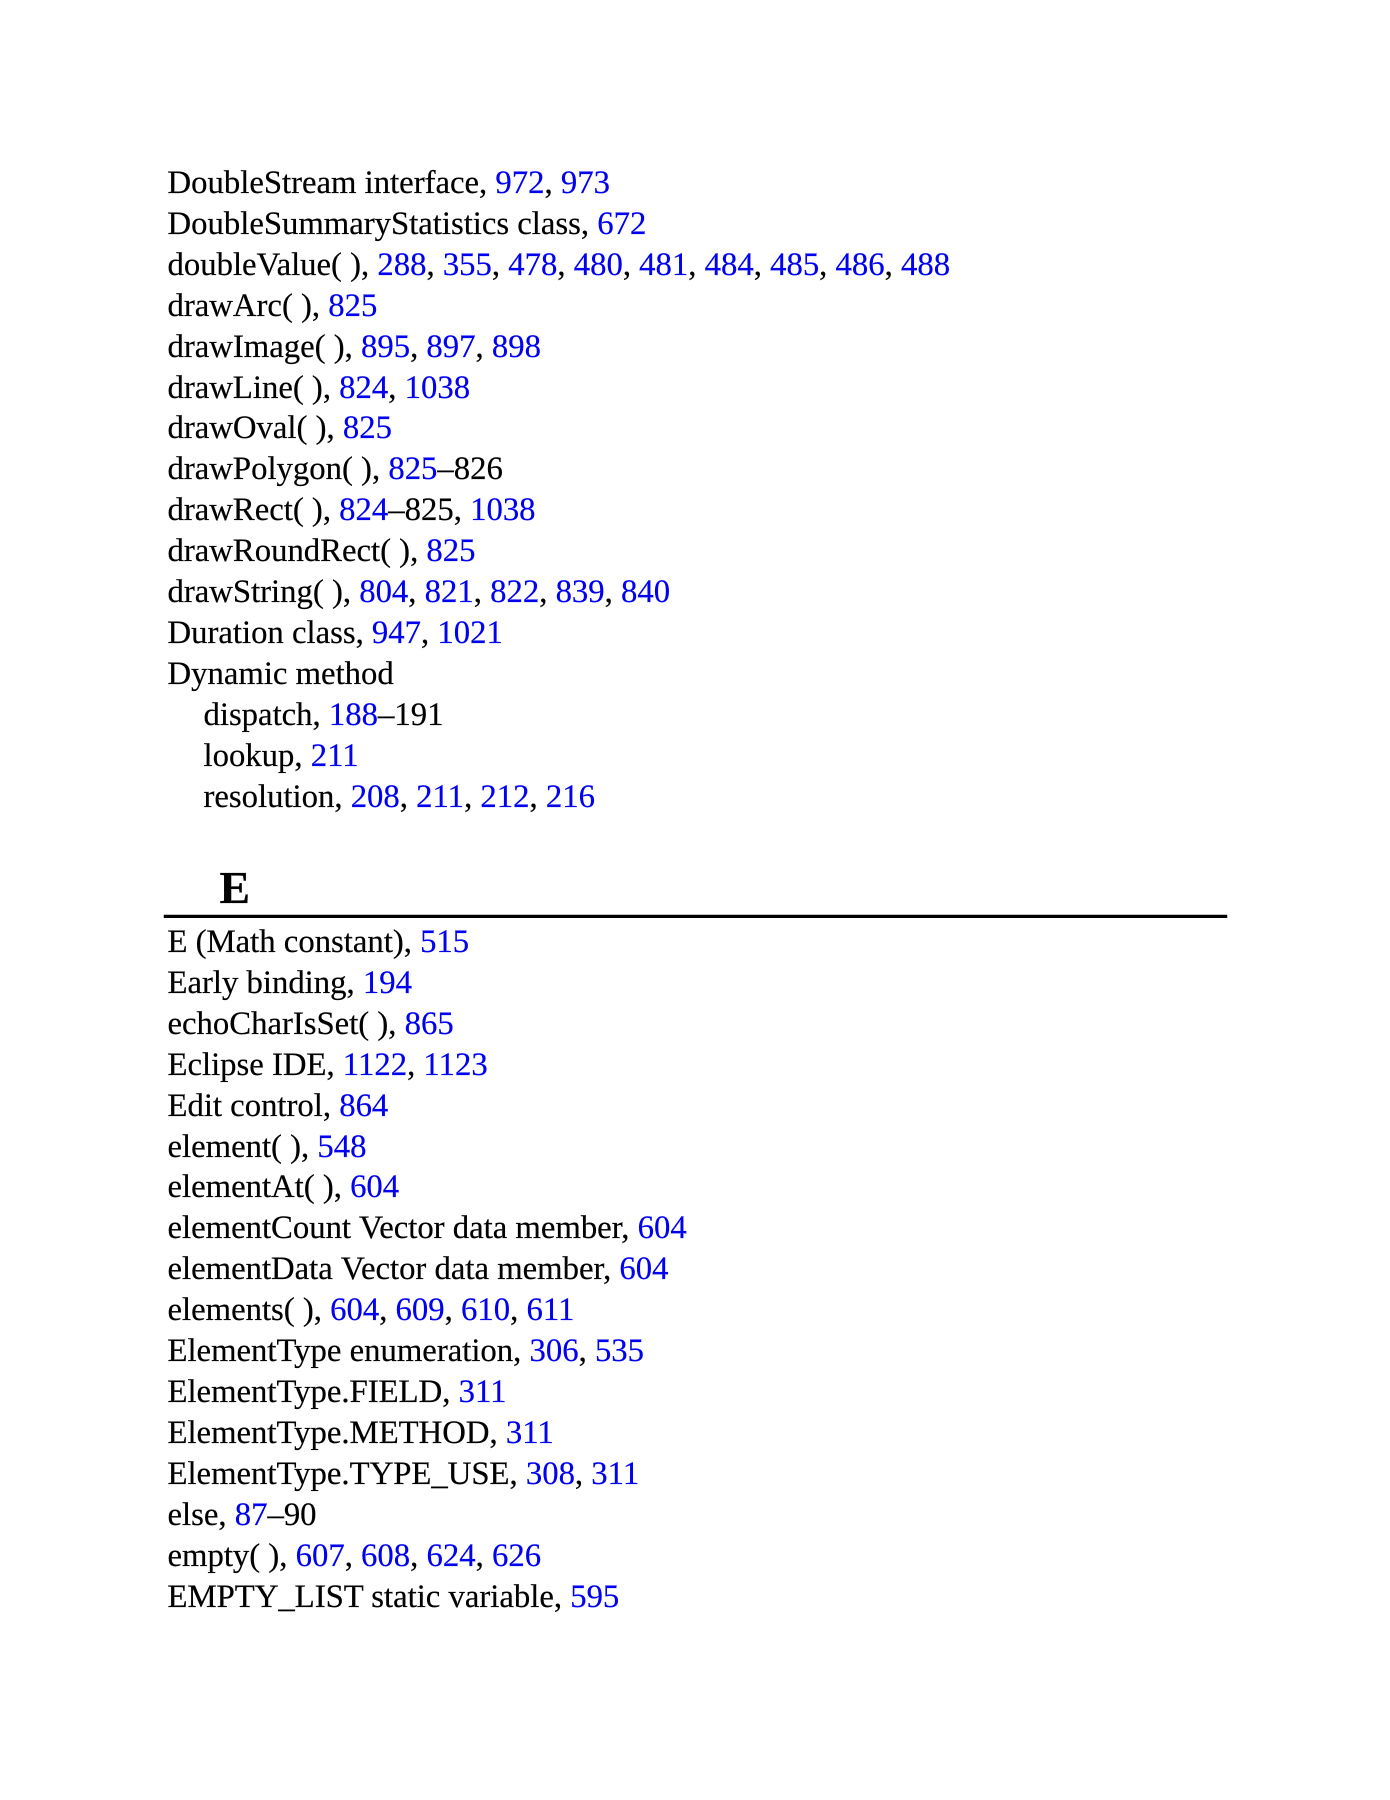 DoubleStream interface, 972, 973
DoubleSummaryStatistics class, 672
doubleValue( ), 288, 355, 478, 480, 481, 484, 485, 486, 488
drawArc( ), 825
drawImage( ), 895, 897, 898
drawLine( ), 824, 1038
drawOval( ), 825
drawPolygon( ), 825–826
drawRect( ), 824–825, 1038
drawRoundRect( ), 825
drawString( ), 804, 821, 822, 839, 840
Duration class, 947, 1021
Dynamic method
dispatch, 188–191
lookup, 211
resolution, 208, 211, 212, 216
E
E (Math constant), 515
Early binding, 194
echoCharIsSet( ), 865
Eclipse IDE, 1122, 1123
Edit control, 864
element( ), 548
elementAt( ), 604
elementCount Vector data member, 604
elementData Vector data member, 604
elements( ), 604, 609, 610, 611
ElementType enumeration, 306, 535
ElementType.FIELD, 311
ElementType.METHOD, 311
ElementType.TYPE_USE, 308, 311
else, 87–90
empty( ), 607, 608, 624, 626
EMPTY_LIST static variable, 595